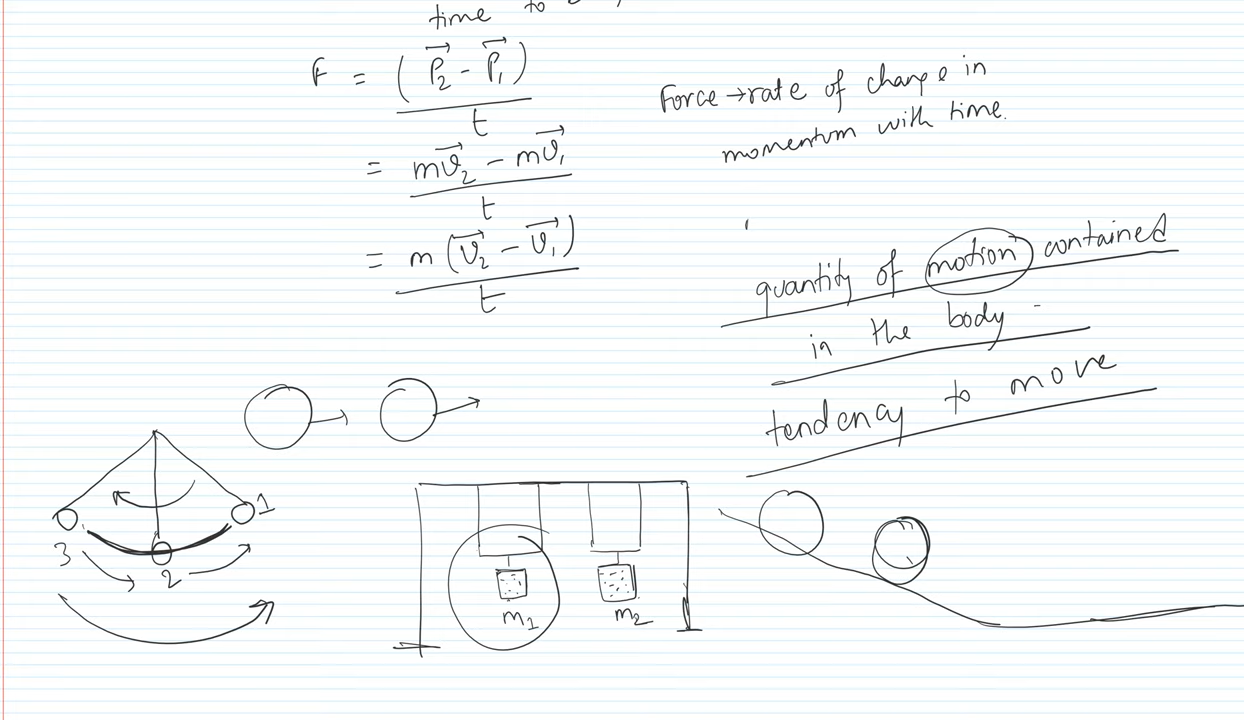 time to
F = (P₂ - P₁)
t
= mv₂ - mv₁
t
= m (v₂ - v₁)
t
Force → rate of change in
momentum with time.
quantity of motion contained
in the body
tendency to move
1
3
2
m₁
m₂